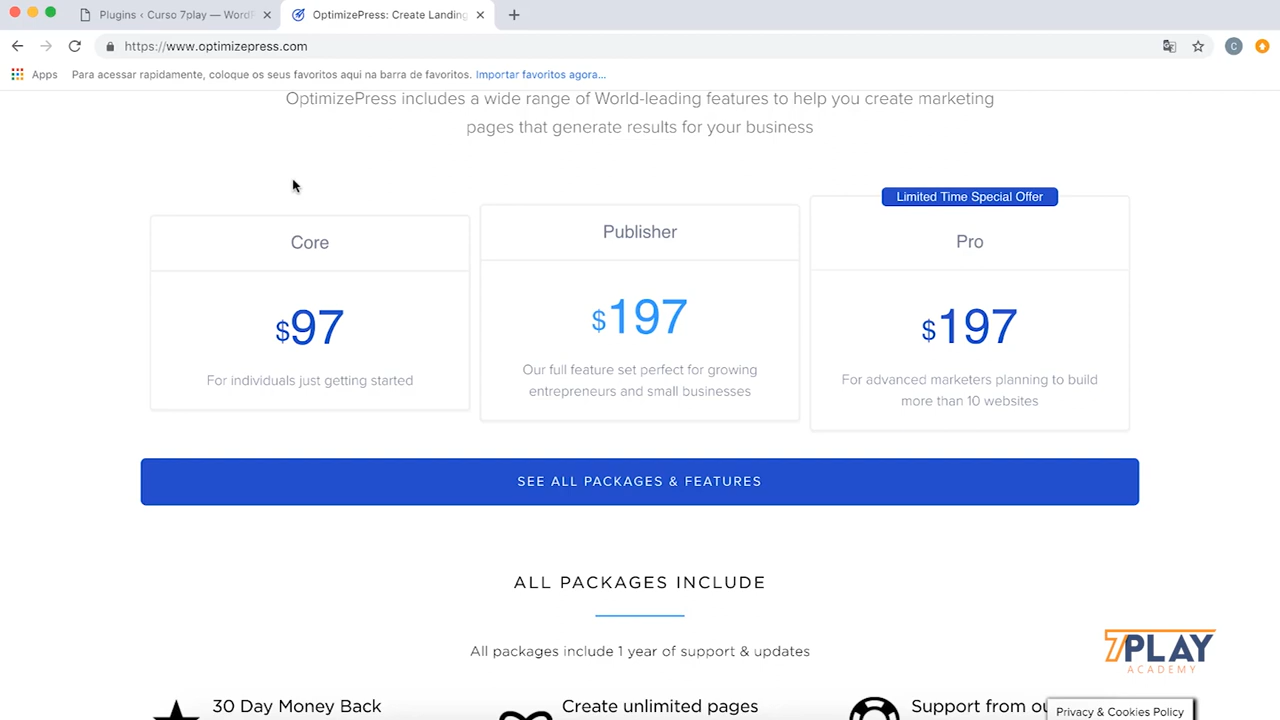 Plugins ‹ Curso 7play — WordP
OptimizePress: Create Landing
https://www.optimizepress.com
C
Apps Para acessar rapidamente, coloque os seus favoritos aqui na barra de favoritos. Importar favoritos agora...
OptimizePress includes a wide range of World-leading features to help you create marketing
pages that generate results for your business
Core
$97
For individuals just getting started
Publisher
$197
Our full feature set perfect for growing
entrepreneurs and small businesses
Limited Time Special Offer
Pro
$197
For advanced marketers planning to build
more than 10 websites
SEE ALL PACKAGES & FEATURES
ALL PACKAGES INCLUDE
All packages include 1 year of support & updates
7PLAY
ACADEMY
30 Day Money Back
Create unlimited pages
Support from ou
Privacy & Cookies Policy